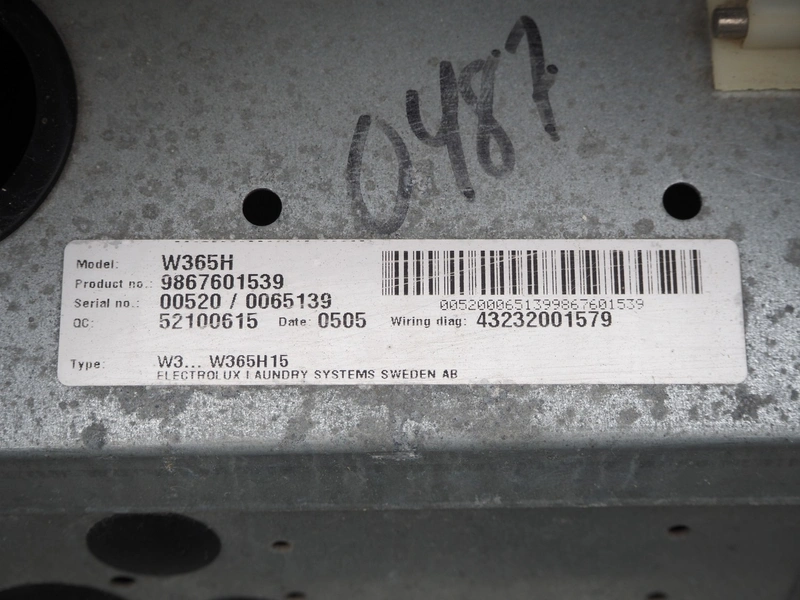 0487
Model: W365H
Product no.: 9867601539
Serial no.: 00520 / 0065139
0052000651399867601539
QC: 52100615 Date: 0505 Wiring diag: 43232001579
Type: W3... W365H15
ELECTROLUX LAUNDRY SYSTEMS SWEDEN AB